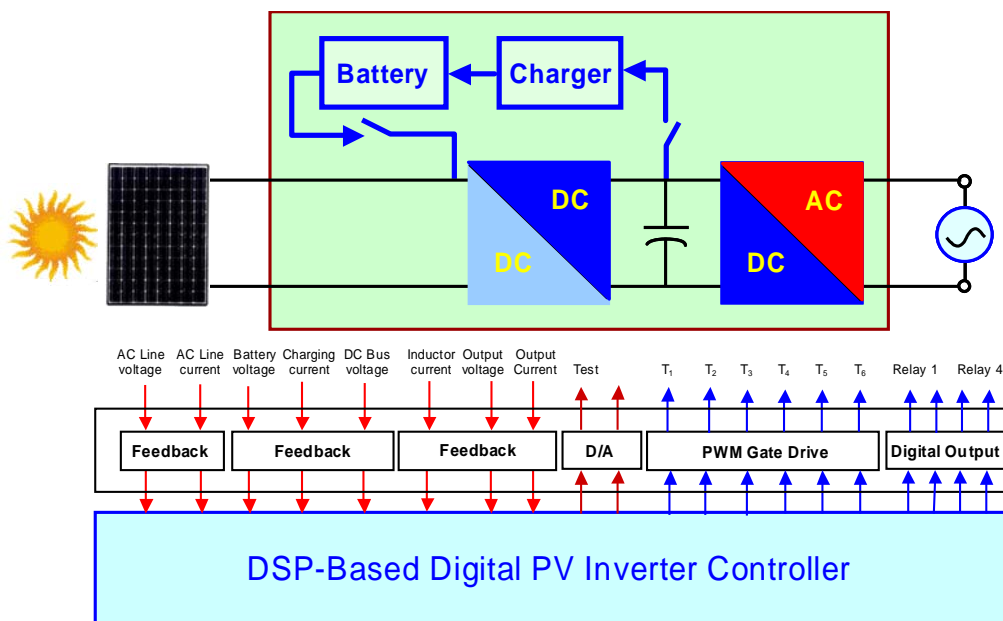 Battery
Charger
DC
AC
DC
DC
AC Line voltage
AC Line current
Battery voltage
Charging current
DC Bus voltage
Inductor current
Output voltage
Output Current
Test
T1
T2
T3
T4
T5
T6
Relay 1
Relay 4
Feedback
Feedback
Feedback
D/A
PWM Gate Drive
Digital Output
DSP-Based Digital PV Inverter Controller